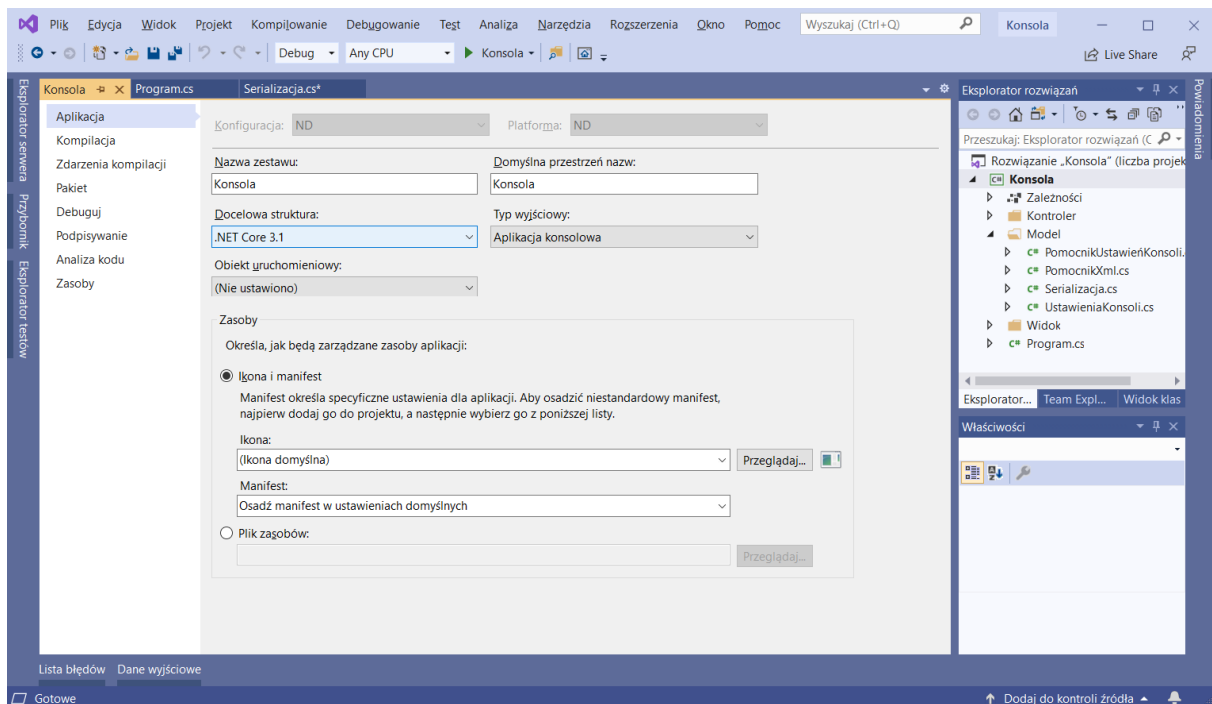 Plik Edycja Widok Projekt Kompilowanie Debugowanie Test Analiza Narzędzia Rozszerzenia Okno Pomoc Wyszukaj (Ctrl+Q) Konsola
Debug Any CPU Konsola Live Share
Eksplorator serwera
Przybornik
Eksplorator testów
Konsola Program.cs Serializacja.cs*
Aplikacja
Kompilacja
Zdarzenia kompilacji
Pakiet
Debuguj
Podpisywanie
Analiza kodu
Zasoby
Konfiguracja: ND Platforma: ND
Nazwa zestawu: Domyślna przestrzeń nazw:
Konsola Konsola
Docelowa struktura: Typ wyjściowy:
.NET Core 3.1 Aplikacja konsolowa
Obiekt uruchomieniowy:
(Nie ustawiono)
Zasoby
Określa, jak będą zarządzane zasoby aplikacji:
Ikona i manifest
Manifest określa specyficzne ustawienia dla aplikacji. Aby osadzić niestandardowy manifest,
najpierw dodaj go do projektu, a następnie wybierz go z poniższej listy.
Ikona:
(Ikona domyślna) Przeglądaj...
Manifest:
Osadź manifest w ustawieniach domyślnych
Plik zasobów:
Przeglądaj...
Eksplorator rozwiązań
Przeszukaj: Eksplorator rozwiązań (C
Rozwiązanie „Konsola” (liczba projek
C# Konsola
Zależności
Kontroler
Model
C# PomocnikUstawieńKonsoli.
C# PomocnikXml.cs
C# Serializacja.cs
C# UstawieniaKonsoli.cs
Widok
C# Program.cs
Eksplorator... Team Expl... Widok klas
Właściwości
Powiadomienia
Lista błędów Dane wyjściowe
Gotowe Dodaj do kontroli źródła